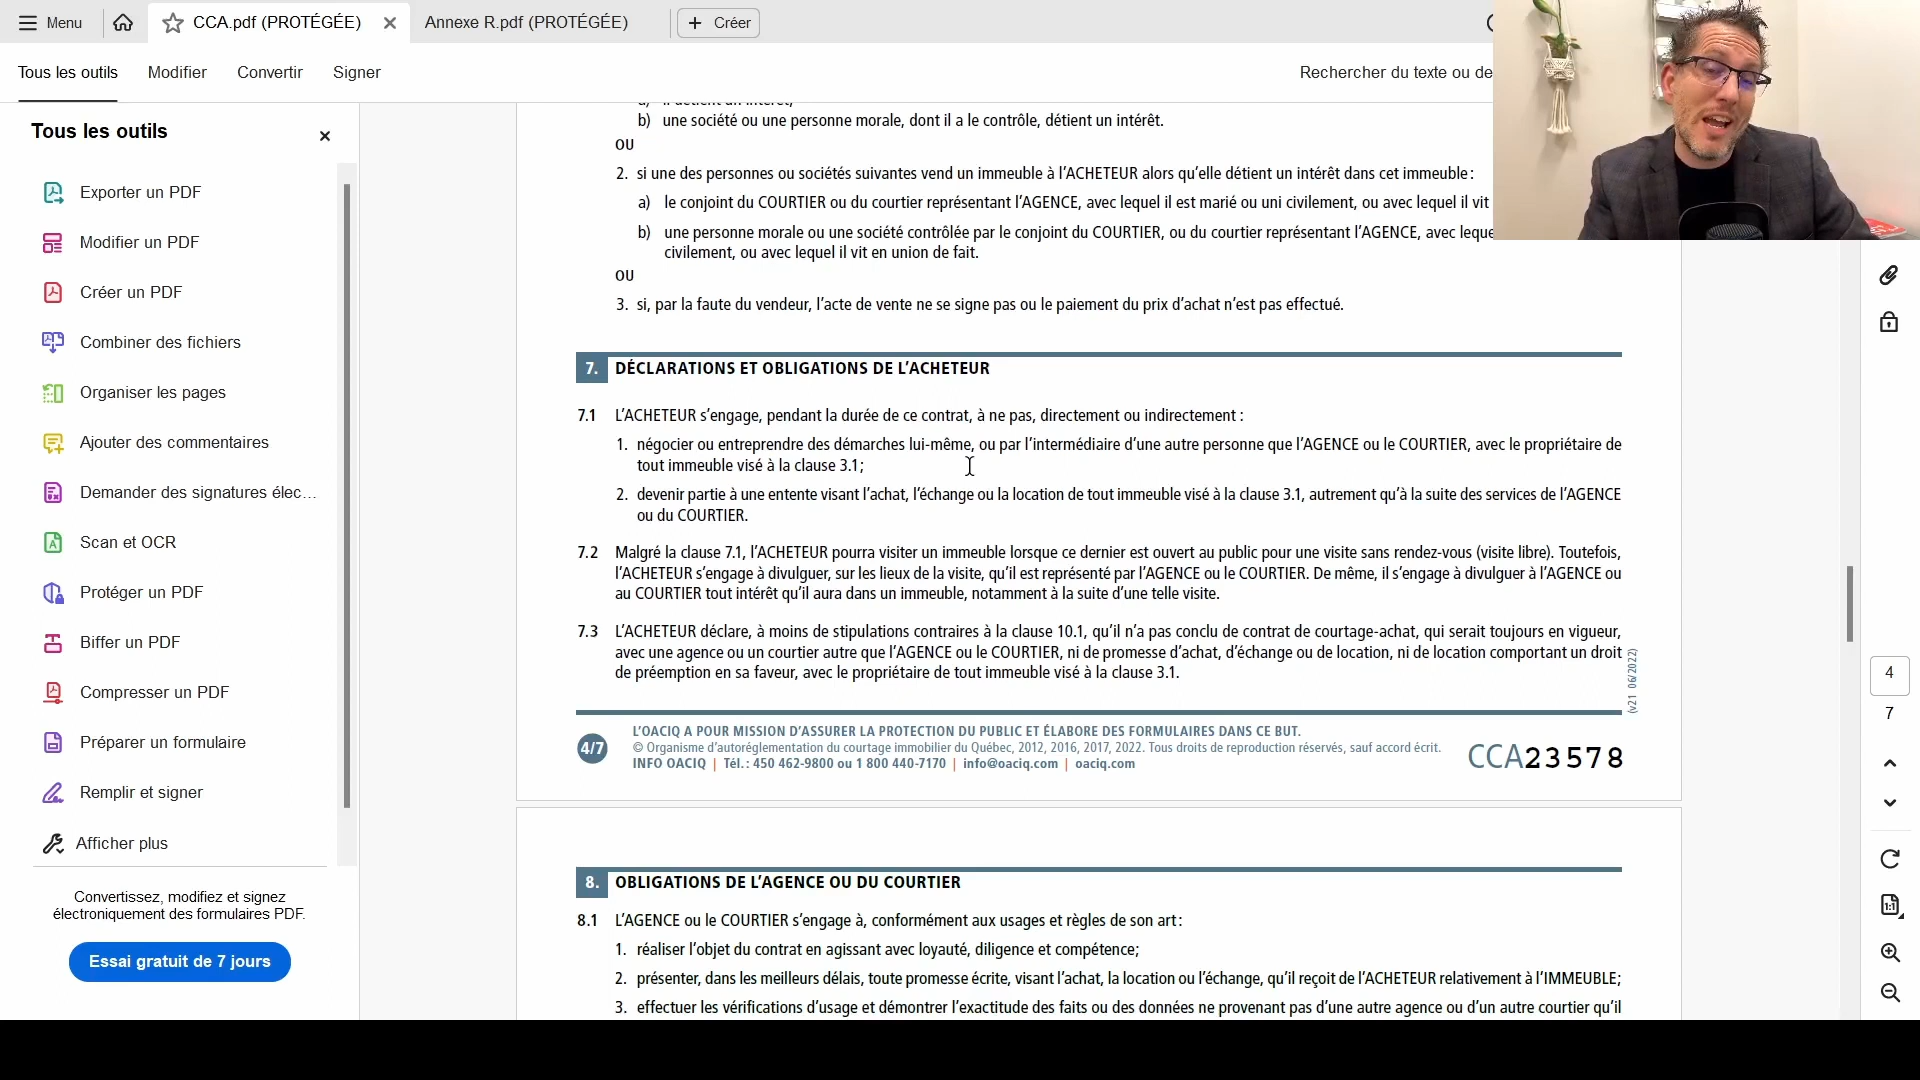 Menu
CCA.pdf (PROTÉGÉE)
Annexe R.pdf (PROTÉGÉE)
Créer
Tous les outils
Modifier
Convertir
Signer
Rechercher du texte ou de
Tous les outils
Exporter un PDF
Modifier un PDF
Créer un PDF
Combiner des fichiers
Organiser les pages
Ajouter des commentaires
Demander des signatures élec...
Scan et OCR
Protéger un PDF
Biffer un PDF
Compresser un PDF
Préparer un formulaire
Remplir et signer
Afficher plus
Convertissez, modifiez et signez
électroniquement des formulaires PDF.
Essai gratuit de 7 jours
a) il détient un intérêt;
b) une société ou une personne morale, dont il a le contrôle, détient un intérêt.
OU
2. si une des personnes ou sociétés suivantes vend un immeuble à l'ACHETEUR alors qu'elle détient un intérêt dans cet immeuble :
a) le conjoint du COURTIER ou du courtier représentant l'AGENCE, avec lequel il est marié ou uni civilement, ou avec lequel il vit
b) une personne morale ou une société contrôlée par le conjoint du COURTIER, ou du courtier représentant l'AGENCE, avec leque
civilement, ou avec lequel il vit en union de fait.
OU
3. si, par la faute du vendeur, l'acte de vente ne se signe pas ou le paiement du prix d'achat n'est pas effectué.
7. DÉCLARATIONS ET OBLIGATIONS DE L'ACHETEUR
7.1 L'ACHETEUR s'engage, pendant la durée de ce contrat, à ne pas, directement ou indirectement :
1. négocier ou entreprendre des démarches lui-même, ou par l'intermédiaire d'une autre personne que l'AGENCE ou le COURTIER, avec le propriétaire de
tout immeuble visé à la clause 3.1;
2. devenir partie à une entente visant l'achat, l'échange ou la location de tout immeuble visé à la clause 3.1, autrement qu'à la suite des services de l'AGENCE
ou du COURTIER.
7.2 Malgré la clause 7.1, l'ACHETEUR pourra visiter un immeuble lorsque ce dernier est ouvert au public pour une visite sans rendez-vous (visite libre). Toutefois,
l'ACHETEUR s'engage à divulguer, sur les lieux de la visite, qu'il est représenté par l'AGENCE ou le COURTIER. De même, il s'engage à divulguer à l'AGENCE ou
au COURTIER tout intérêt qu'il aura dans un immeuble, notamment à la suite d'une telle visite.
7.3 L'ACHETEUR déclare, à moins de stipulations contraires à la clause 10.1, qu'il n'a pas conclu de contrat de courtage-achat, qui serait toujours en vigueur,
avec une agence ou un courtier autre que l'AGENCE ou le COURTIER, ni de promesse d'achat, d'échange ou de location, ni de location comportant un droit
de préemption en sa faveur, avec le propriétaire de tout immeuble visé à la clause 3.1.
(v21 06/2022)
4/7
L'OACIQ A POUR MISSION D'ASSURER LA PROTECTION DU PUBLIC ET ÉLABORE DES FORMULAIRES DANS CE BUT.
© Organisme d'autoréglementation du courtage immobilier du Québec, 2012, 2016, 2017, 2022. Tous droits de reproduction réservés, sauf accord écrit.
INFO OACIQ | Tél. : 450 462-9800 ou 1 800 440-7170 | info@oaciq.com | oaciq.com
CCA23578
8. OBLIGATIONS DE L'AGENCE OU DU COURTIER
8.1 L'AGENCE ou le COURTIER s'engage à, conformément aux usages et règles de son art :
1. réaliser l'objet du contrat en agissant avec loyauté, diligence et compétence;
2. présenter, dans les meilleurs délais, toute promesse écrite, visant l'achat, la location ou l'échange, qu'il reçoit de l'ACHETEUR relativement à l'IMMEUBLE;
3. effectuer les vérifications d'usage et démontrer l'exactitude des faits ou des données ne provenant pas d'une autre agence ou d'un autre courtier qu'il
4
7
1:1